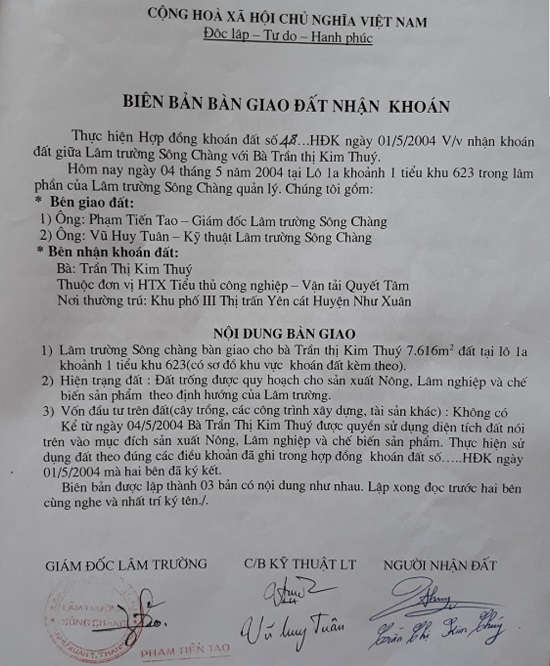 CỘNG HOÀ XÃ HỘI CHỦ NGHĨA VIỆT NAM
Độc lập – Tự do – Hạnh phúc
BIÊN BẢN BÀN GIAO ĐẤT NHẬN KHOÁN
Thực hiện Hợp đồng khoán đất số 48...HĐK ngày 01/5/2004 V/v nhận khoán
đất giữa Lâm trường Sông Chàng với Bà Trần thị Kim Thuý.
Hôm nay ngày 04 tháng 5 năm 2004 tại Lô 1a khoảnh 1 tiểu khu 623 trong lâm
phần của Lâm trường Sông Chàng quản lý. Chúng tôi gồm:
* Bên giao đất:
1) Ông: Phạm Tiến Tao – Giám đốc Lâm trường Sông Chàng
2) Ông: Vũ Huy Tuân – Kỹ thuật Lâm trường Sông Chàng
* Bên nhận khoán đất:
Bà: Trần Thị Kim Thuý
Thuộc đơn vị HTX Tiểu thủ công nghiệp – Vận tải Quyết Tâm
Nơi thường trú: Khu phố III Thị trấn Yên cát Huyện Như Xuân
NỘI DUNG BÀN GIAO
1) Lâm trường Sông chàng bàn giao cho bà Trần thị Kim Thuý 7.616m² đất tại lô 1a
khoảnh 1 tiểu khu 623(có sơ đồ khu vực khoán đất kèm theo).
2) Hiện trạng đất : Đất trống được quy hoạch cho sản xuất Nông, Lâm nghiệp và chế
biến sản phẩm theo định hướng của Lâm trường.
3) Vốn đầu tư trên đất(cây trồng, các công trình xây dựng, tài sản khác) : Không có
Kể từ ngày 04/5/2004 Bà Trần Thị Kim Thuý được quyền sử dụng diện tích đất nói
trên vào mục đích sản xuất Nông, Lâm nghiệp và chế biến sản phẩm. Thực hiện sử
dụng đất theo đúng các điều khoản đã ghi trong hợp đồng khoán đất số.....HĐK ngày
01/5/2004 mà hai bên đã ký kết.
Biên bản được lập thành 03 bản có nội dung như nhau. Lập xong đọc trước hai bên
cùng nghe và nhất trí ký tên./.
GIÁM ĐỐC LÂM TRƯỜNG C/B KỸ THUẬT LT NGƯỜI NHẬN ĐẤT
LÂM TRƯỜNG
SÔNG CHÀNG
Vũ Huy Tuân Trần Thị Kim Thúy
PHẠM TIẾN TAO